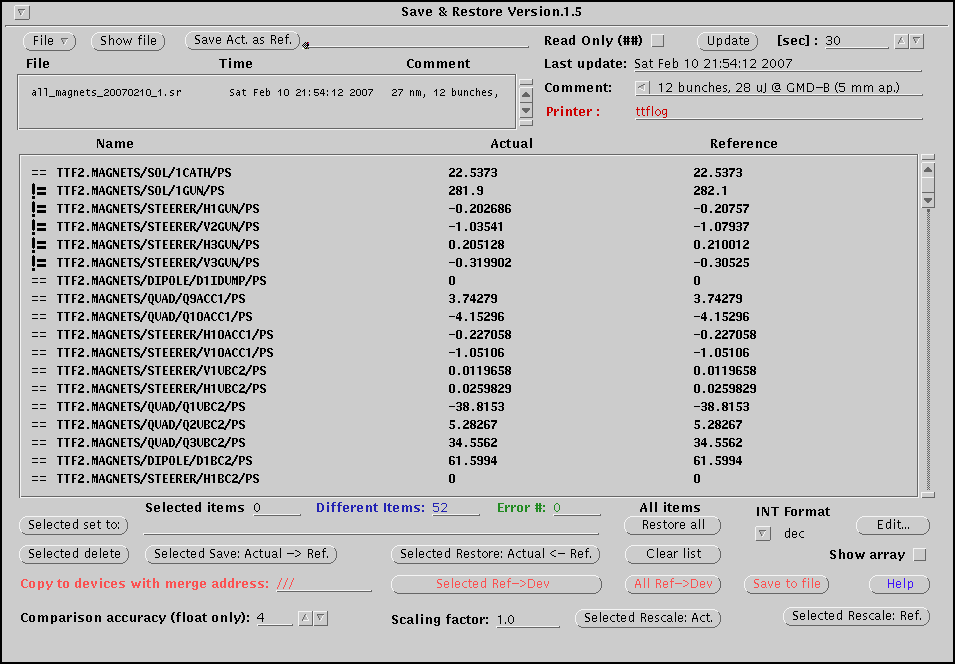 Save & Restore Version.1.5
File Show file Save Act. as Ref. Read Only (##) Update [sec] : 30
File Time Comment Last update: Sat Feb 10 21:54:12 2007
all_magnets_20070210_1.sr Sat Feb 10 21:54:12 2007 27 nm, 12 bunches, Comment: 12 bunches, 28 uJ @ GMD-B (5 mm ap.)
Printer : ttflog
Name Actual Reference
== TTF2.MAGNETS/SOL/1CATH/PS 22.5373 22.5373
!= TTF2.MAGNETS/SOL/1GUN/PS 281.9 282.1
!= TTF2.MAGNETS/STEERER/H1GUN/PS -0.202686 -0.20757
!= TTF2.MAGNETS/STEERER/V2GUN/PS -1.03541 -1.07937
!= TTF2.MAGNETS/STEERER/H3GUN/PS 0.205128 0.210012
!= TTF2.MAGNETS/STEERER/V3GUN/PS -0.319902 -0.30525
== TTF2.MAGNETS/DIPOLE/D1IDUMP/PS 0 0
== TTF2.MAGNETS/QUAD/Q9ACC1/PS 3.74279 3.74279
== TTF2.MAGNETS/QUAD/Q10ACC1/PS -4.15296 -4.15296
== TTF2.MAGNETS/STEERER/H10ACC1/PS -0.227058 -0.227058
== TTF2.MAGNETS/STEERER/V10ACC1/PS -1.05106 -1.05106
== TTF2.MAGNETS/STEERER/V1UBC2/PS 0.0119658 0.0119658
== TTF2.MAGNETS/STEERER/H1UBC2/PS 0.0259829 0.0259829
== TTF2.MAGNETS/QUAD/Q1UBC2/PS -38.8153 -38.8153
== TTF2.MAGNETS/QUAD/Q2UBC2/PS 5.28267 5.28267
== TTF2.MAGNETS/QUAD/Q3UBC2/PS 34.5562 34.5562
== TTF2.MAGNETS/DIPOLE/D1BC2/PS 61.5994 61.5994
== TTF2.MAGNETS/STEERER/H1BC2/PS 0 0
Selected items 0 Different Items: 52 Error #: 0 All items INT Format
Selected set to: Restore all dec Edit...
Selected delete Selected Save: Actual -> Ref. Selected Restore: Actual <- Ref. Clear list Show array
Copy to devices with merge address: /// Selected Ref->Dev All Ref->Dev Save to file Help
Comparison accuracy (float only): 4 Scaling factor: 1.0 Selected Rescale: Act. Selected Rescale: Ref.